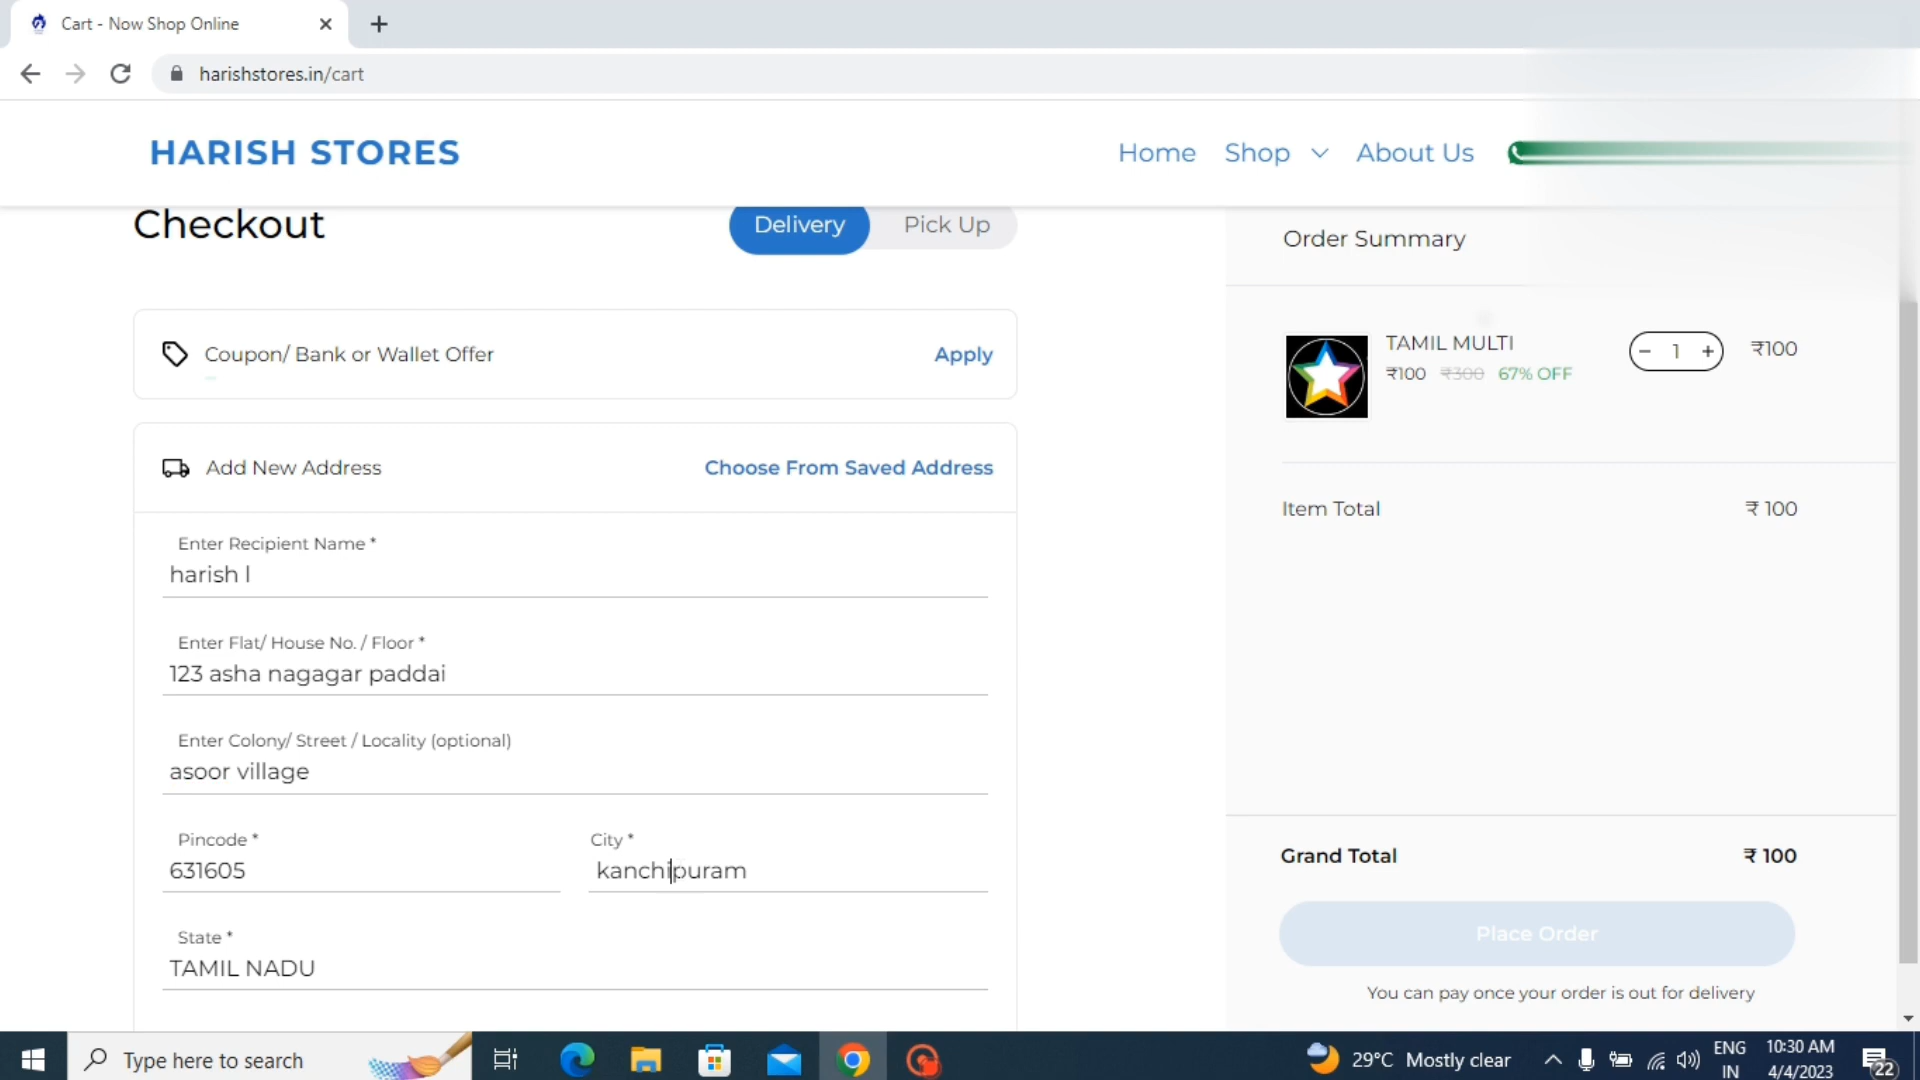 Cart - Now Shop Online
harishstores.in/cart
HARISH STORES
Home Shop About Us
Checkout
Delivery Pick Up
Coupon/ Bank or Wallet Offer Apply
Add New Address Choose From Saved Address
Enter Recipient Name *
harish l
Enter Flat/ House No. / Floor *
123 asha nagagar paddai
Enter Colony/ Street / Locality (optional)
asoor village
Pincode * City *
631605 kanchipuram
State *
TAMIL NADU
Order Summary
TAMIL MULTI
₹100 ₹300 67% OFF
- 1 + ₹100
Item Total ₹ 100
Grand Total ₹ 100
Place Order
You can pay once your order is out for delivery
Type here to search
29°C Mostly clear
ENG
IN
10:30 AM
4/4/2023
22